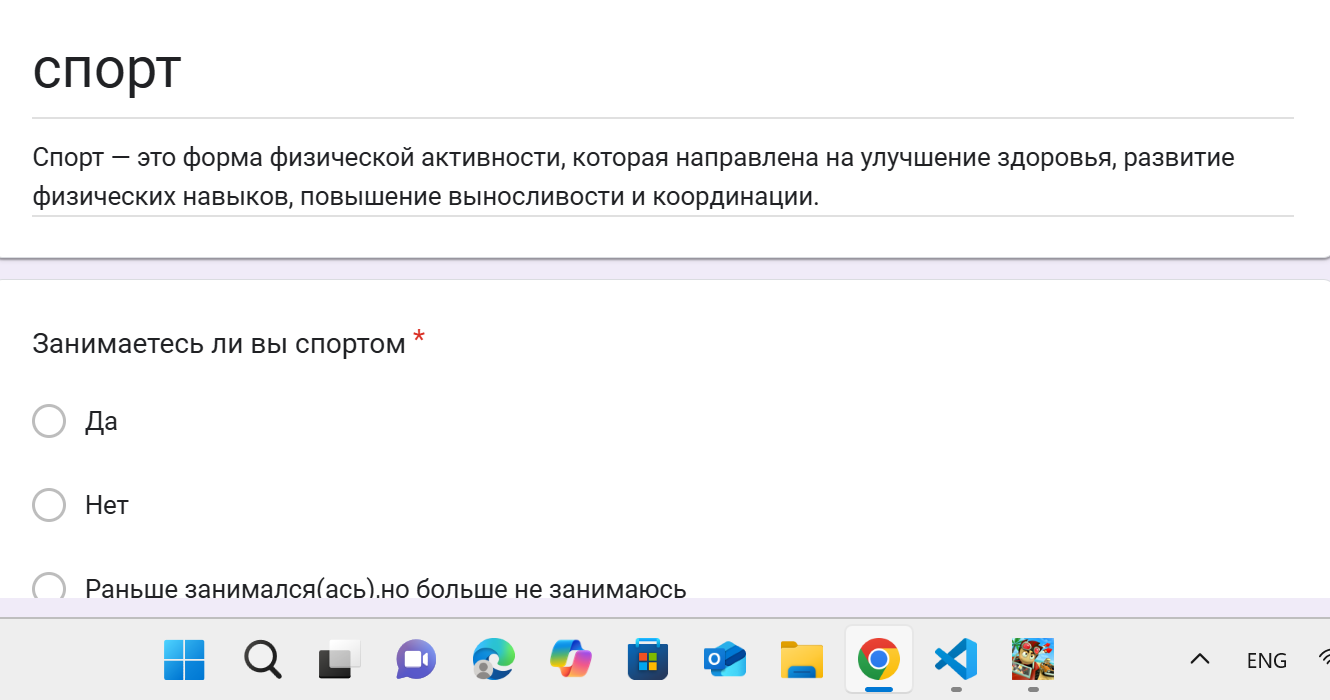 спорт
Спорт — это форма физической активности, которая направлена на улучшение здоровья, развитие
физических навыков, повышение выносливости и координации.
Занимаетесь ли вы спортом *
Да
Нет
Раньше занимался(ась),но больше не занимаюсь
ENG